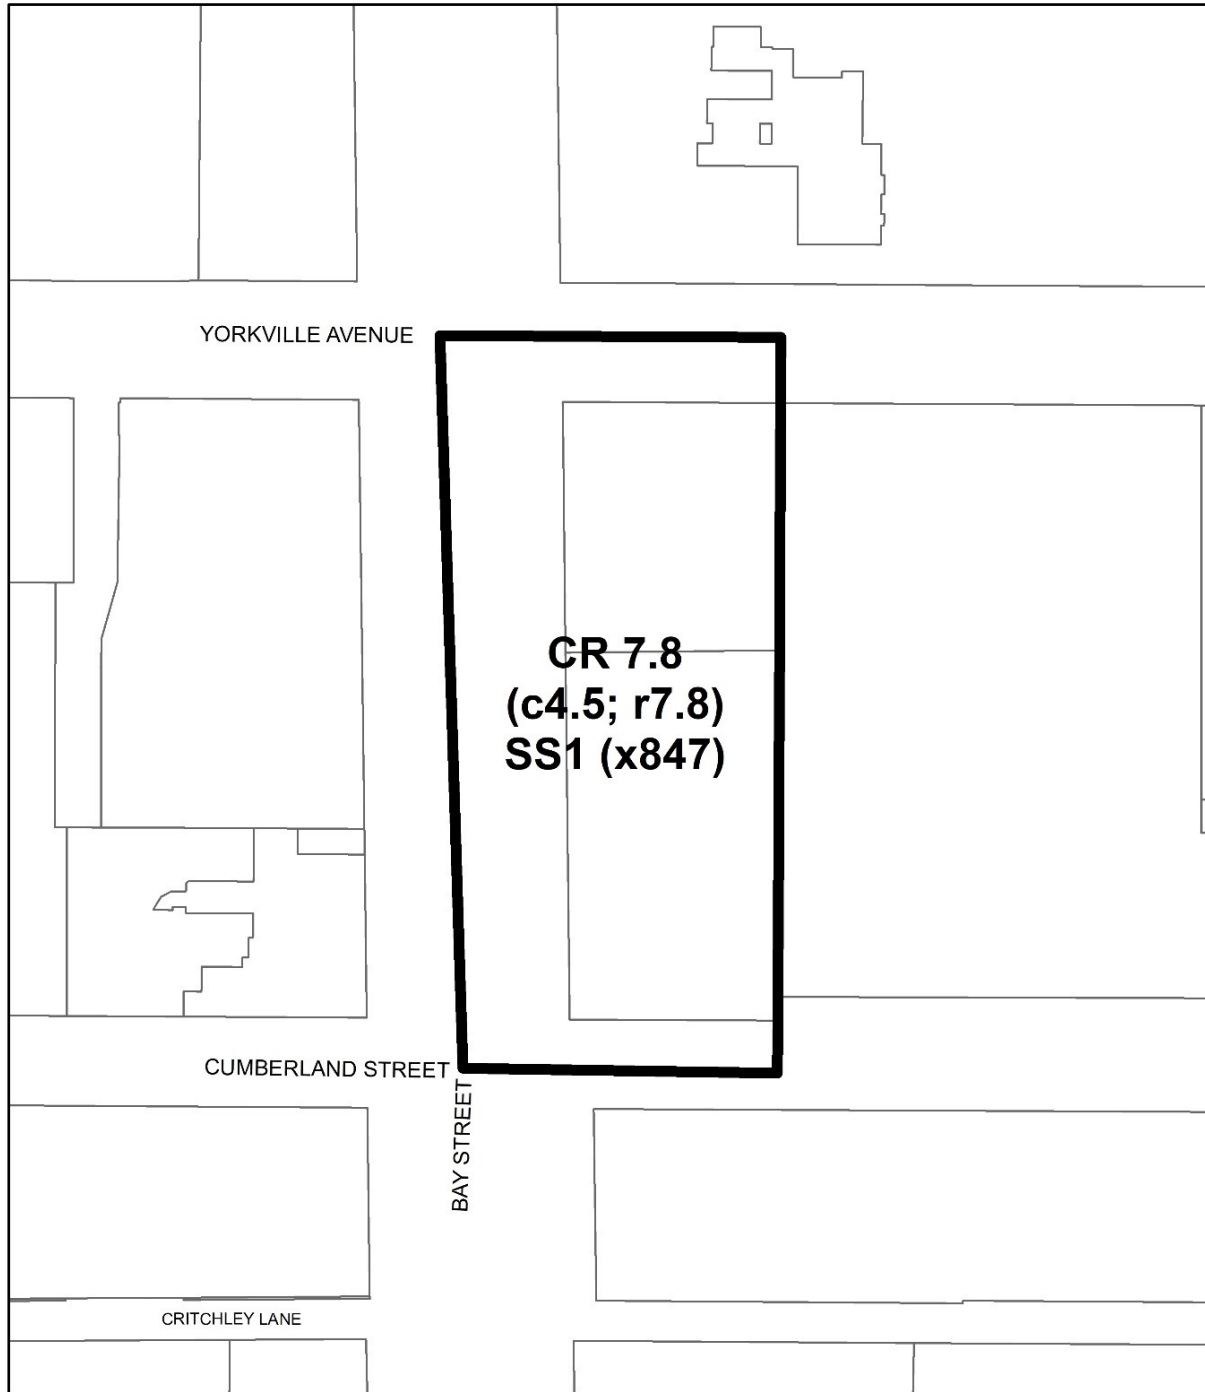 YORKVILLE AVENUE
CR 7.8
(c4.5; r7.8)
SS1 (x847)
CUMBERLAND STREET
BAY STREET
CRITCHLEY LANE